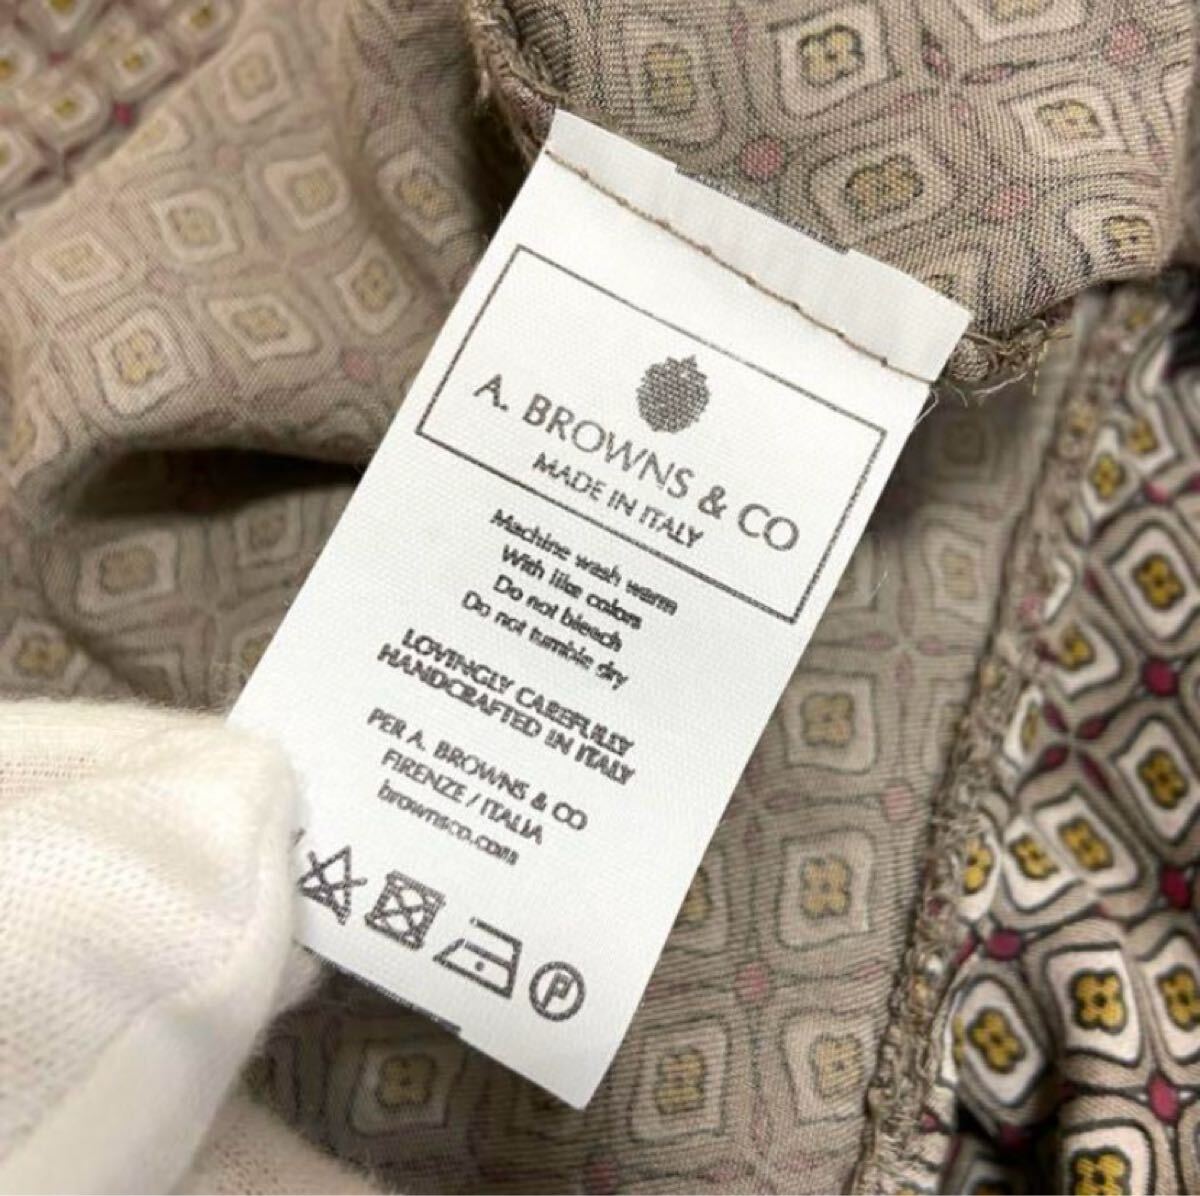 A. BROWNS & CO
MADE IN ITALY
Machine wash warm
With like colors
Do not bleach
Do not tumble dry
LOVINGLY CAREFULLY
HANDCRAFTED IN ITALY
PER A. BROWNS & CO
FIRENZE / ITALIA
brownsco.com
P